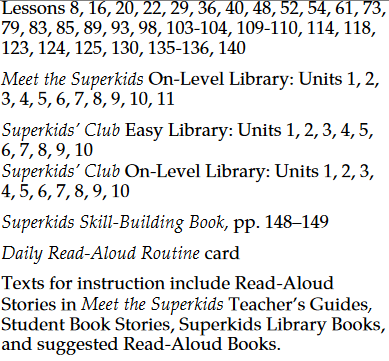 Lessons 8, 16, 20, 22, 29, 36, 40, 48, 52, 54, 61, 73,
79, 83, 85, 89, 93, 98, 103-104, 109-110, 114, 118,
123, 124, 125, 130, 135-136, 140
Meet the Superkids On-Level Library: Units 1, 2,
3, 4, 5, 6, 7, 8, 9, 10, 11
Superkids’ Club Easy Library: Units 1, 2, 3, 4, 5,
6, 7, 8, 9, 10
Superkids’ Club On-Level Library: Units 1, 2, 3,
4, 5, 6, 7, 8, 9, 10
Superkids Skill-Building Book, pp. 148–149
Daily Read-Aloud Routine card
Texts for instruction include Read-Aloud
Stories in Meet the Superkids Teacher’s Guides,
Student Book Stories, Superkids Library Books,
and suggested Read-Aloud Books.